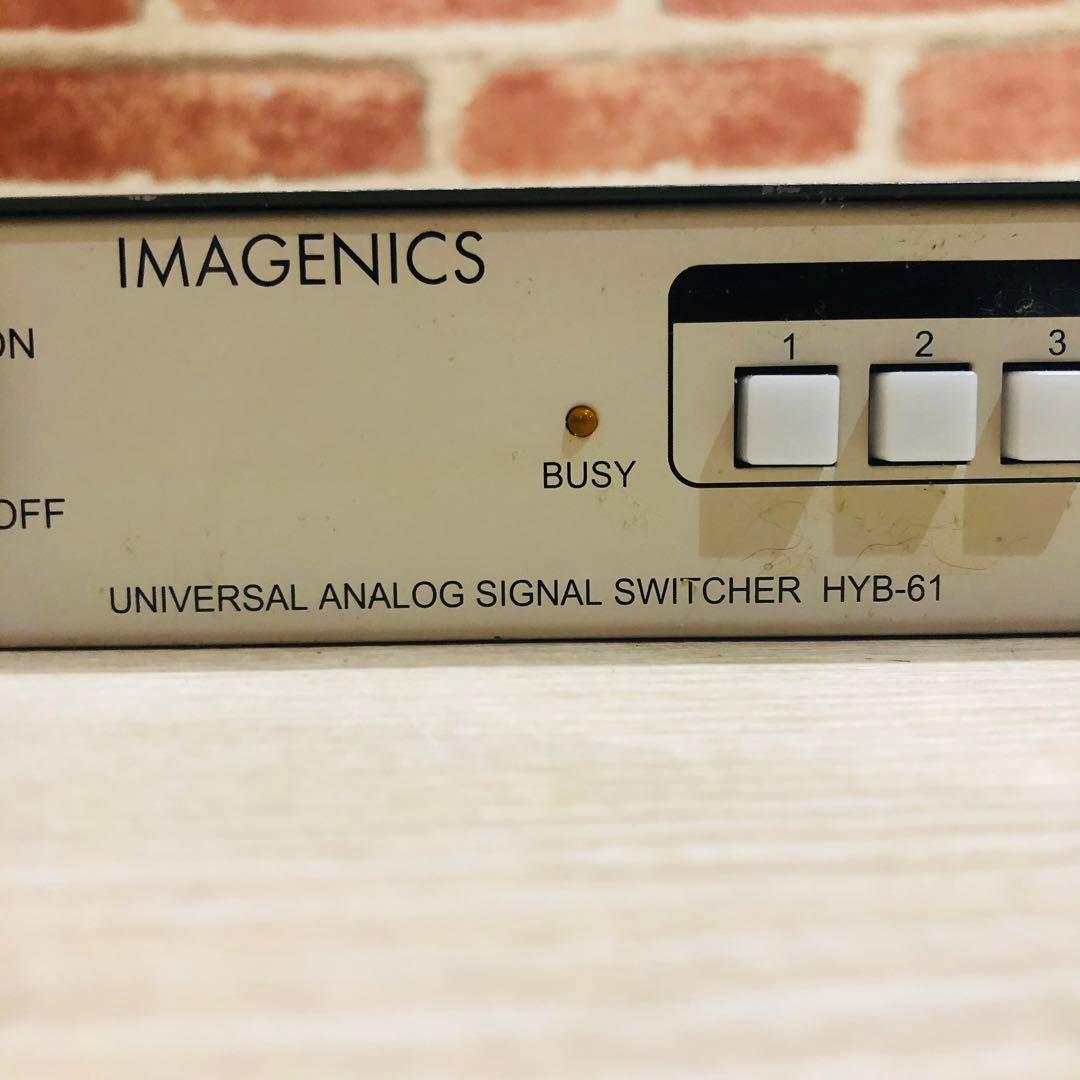 IMAGENICS
ON
OFF
BUSY
1 2 3
UNIVERSAL ANALOG SIGNAL SWITCHER HYB-61